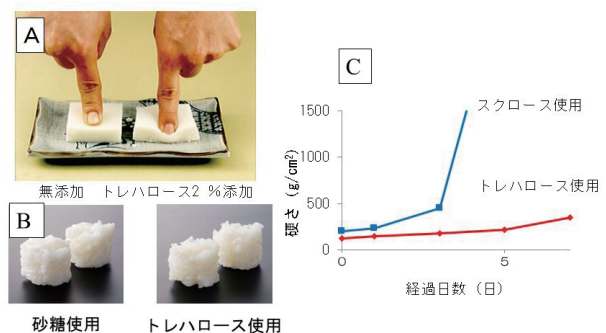 A
無添加 トレハロース2 %添加
B
砂糖使用
トレハロース使用
C
スクロース使用
トレハロース使用
硬さ (g/cm²)
1500
1000
500
0
0
5
経過日数（日）